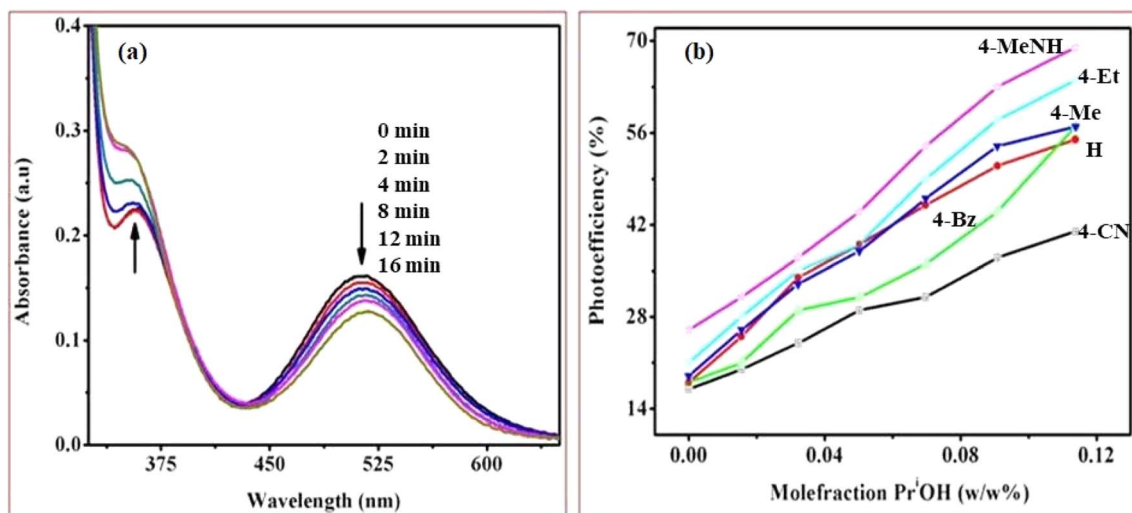 (a)
0.4
0.3
0.2
0.1
0.0
Absorbance (a.u)
0 min
2 min
4 min
8 min
12 min
16 min
375
450
525
600
Wavelength (nm)
(b)
70
56
42
28
14
Photoefficiency (%)
4-MeNH
4-Et
4-Me
H
4-Bz
4-CN
0.00
0.04
0.08
0.12
Molefraction PrⁱOH (w/w%)